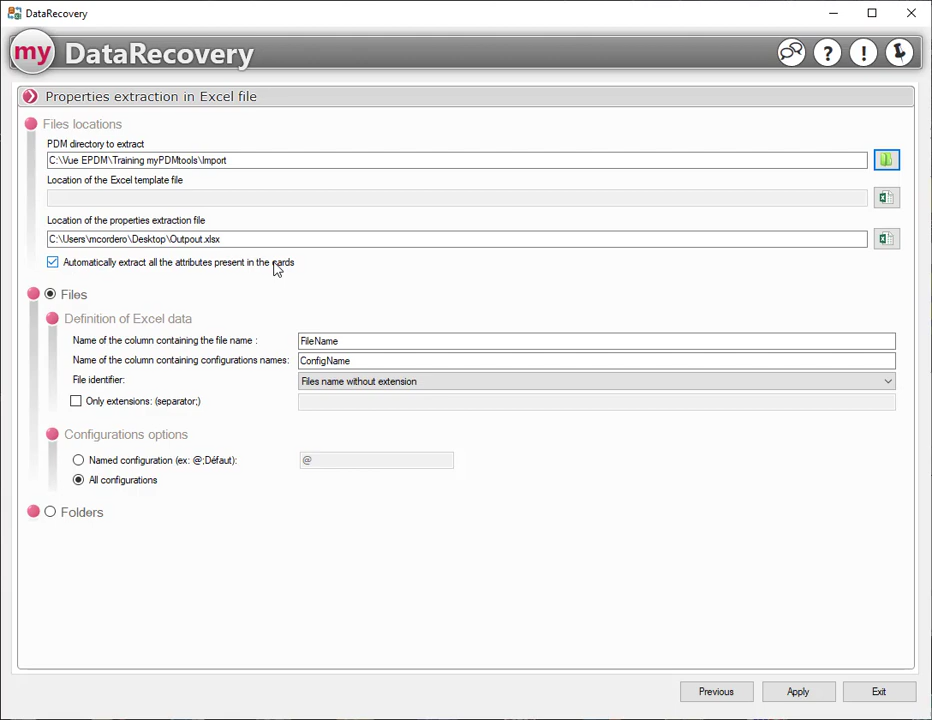 DataRecovery
my DataRecovery
? !
Properties extraction in Excel file
Files locations
PDM directory to extract
C:\Vue EPDM\Training myPDMtools\Import
Location of the Excel template file
Location of the properties extraction file
C:\Users\mcordero\Desktop\Outpout.xlsx
Automatically extract all the attributes present in the cards
Files
Definition of Excel data
Name of the column containing the file name :
FileName
Name of the column containing configurations names:
ConfigName
File identifier:
Files name without extension
Only extensions: (separator;)
Configurations options
Named configuration (ex: @;Défaut):
@
All configurations
Folders
Previous
Apply
Exit